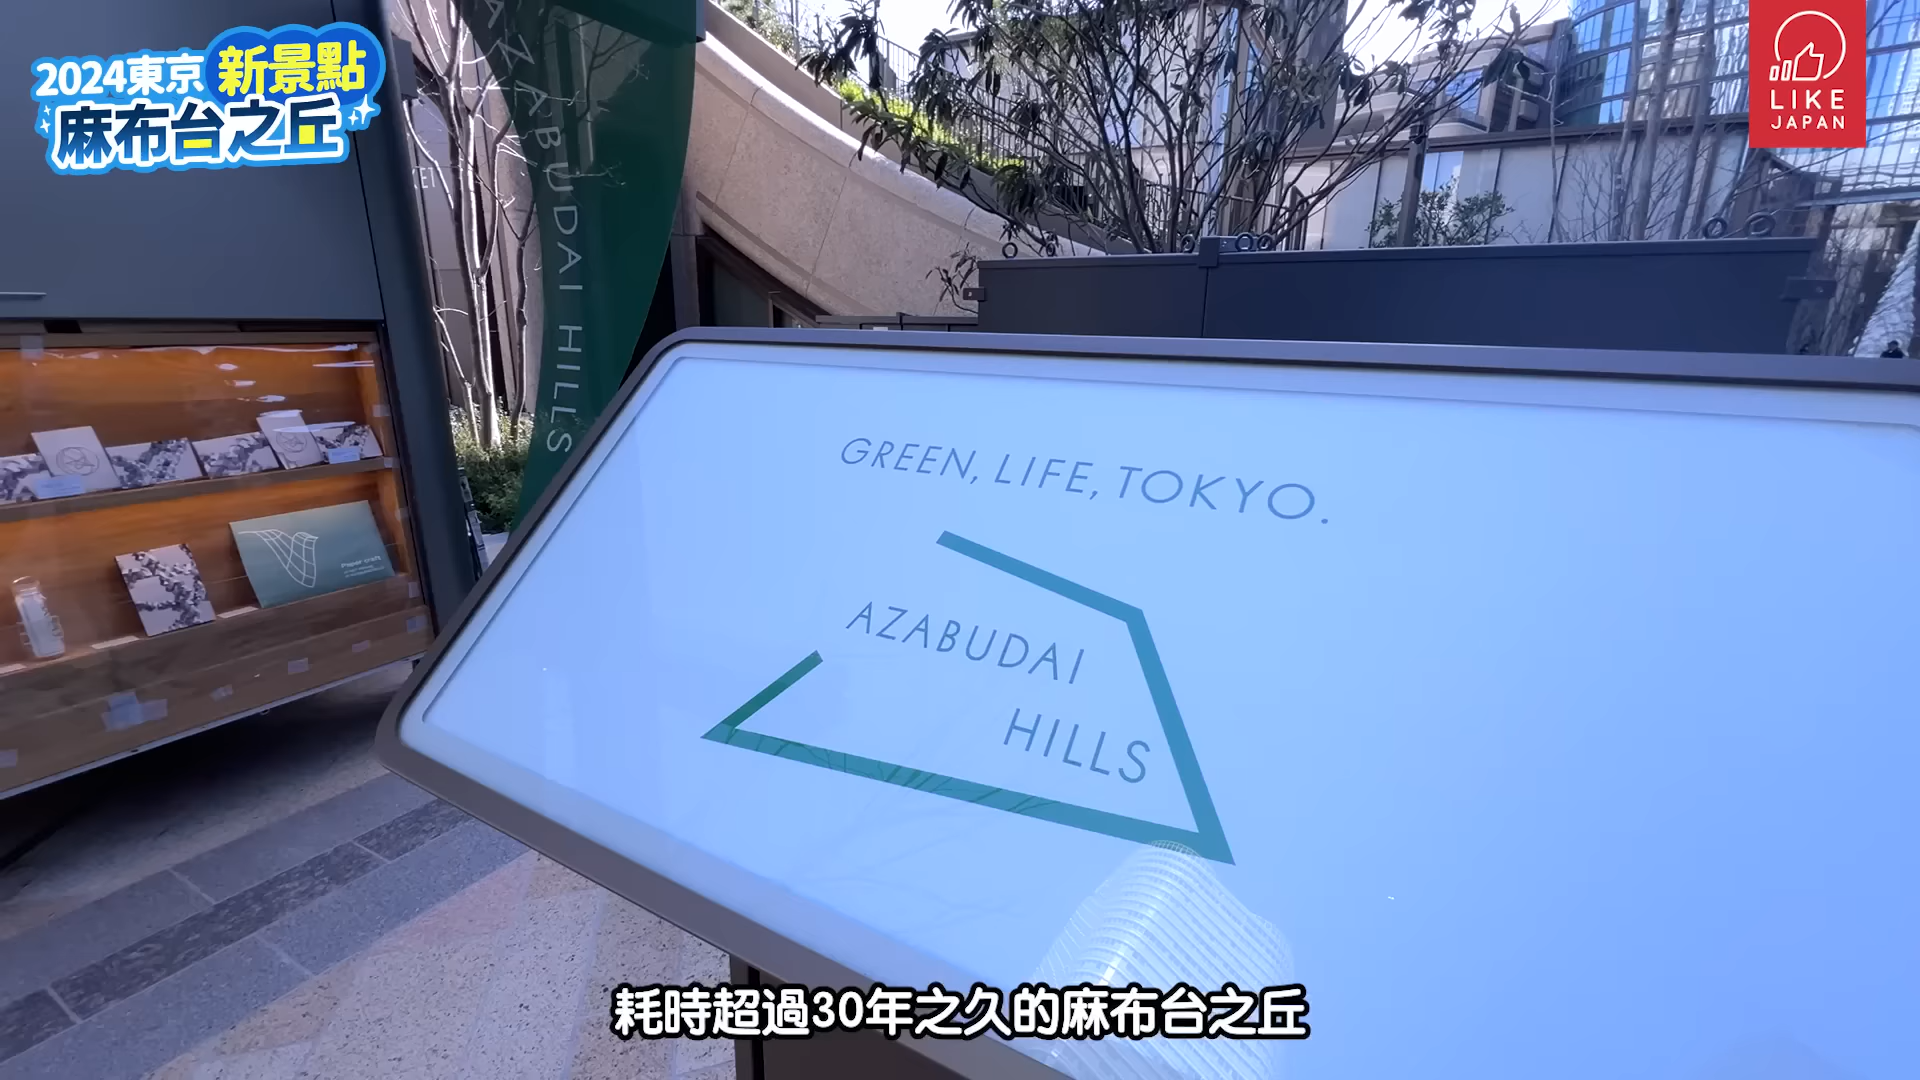 2024東京 新景點
麻布台之丘
LIKE
JAPAN
AZABUDAI HILLS
GREEN, LIFE, TOKYO.
AZABUDAI
HILLS
Paper craft
耗時超過30年之久的麻布台之丘